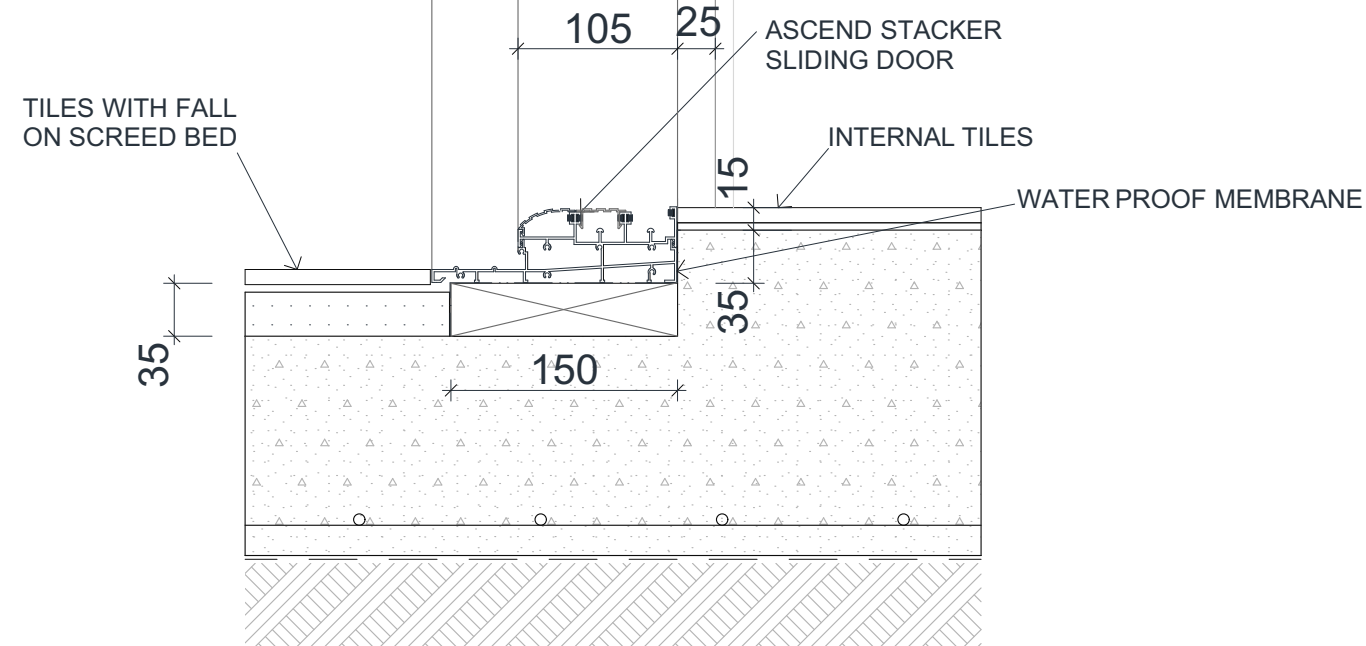 105
25
ASCEND STACKER
SLIDING DOOR
TILES WITH FALL
ON SCREED BED
INTERNAL TILES
15
WATER PROOF MEMBRANE
35
35
150